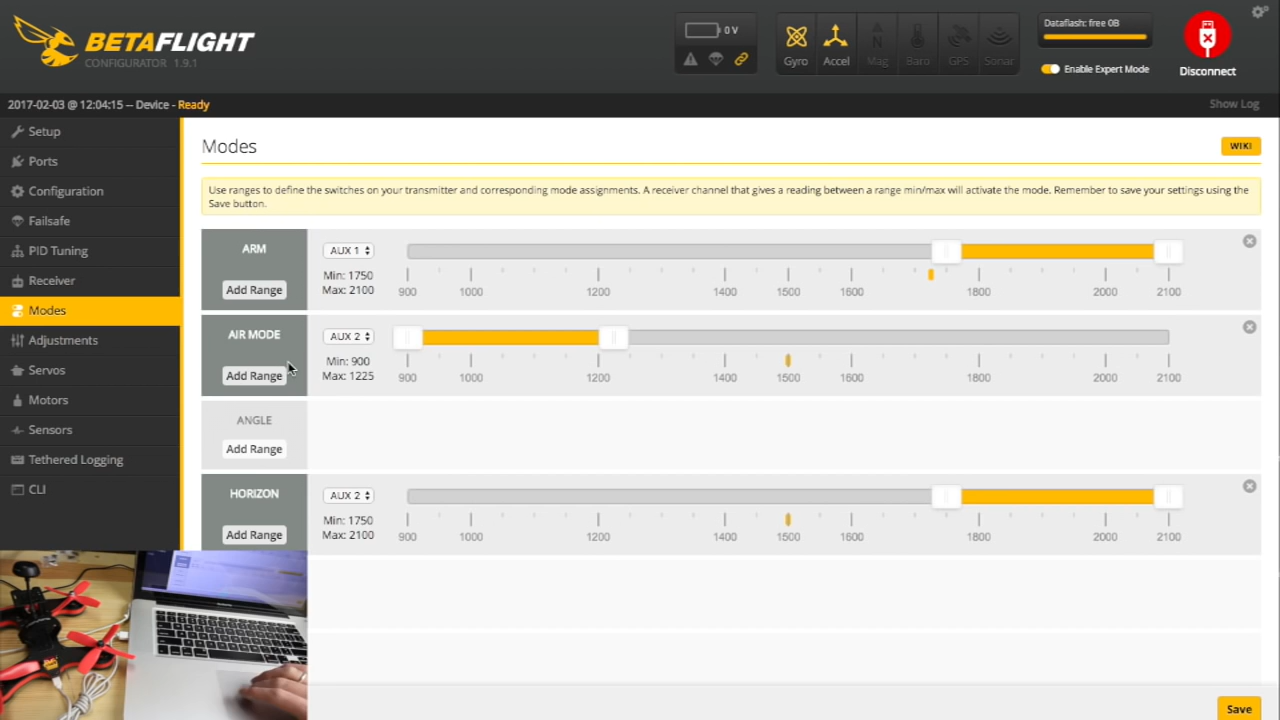 BETAFLIGHT
CONFIGURATOR 1.9.1
0 V
Gyro
Accel
Mag
Baro
GPS
Sonar
Dataflash: free 0B
Enable Expert Mode
Disconnect
2017-02-03 @ 12:04:15 -- Device - Ready
Show Log
Setup
Ports
Configuration
Failsafe
PID Tuning
Receiver
Modes
Adjustments
Servos
Motors
Sensors
Tethered Logging
CLI
Modes
WIKI
Use ranges to define the switches on your transmitter and corresponding mode assignments. A receiver channel that gives a reading between a range min/max will activate the mode. Remember to save your settings using the
Save button.
ARM
Add Range
AUX 1
Min: 1750
Max: 2100
900 1000 1200 1400 1500 1600 1800 2000 2100
AIR MODE
Add Range
AUX 2
Min: 900
Max: 1225
900 1000 1200 1400 1500 1600 1800 2000 2100
ANGLE
Add Range
HORIZON
Add Range
AUX 2
Min: 1750
Max: 2100
900 1000 1200 1400 1500 1600 1800 2000 2100
Save